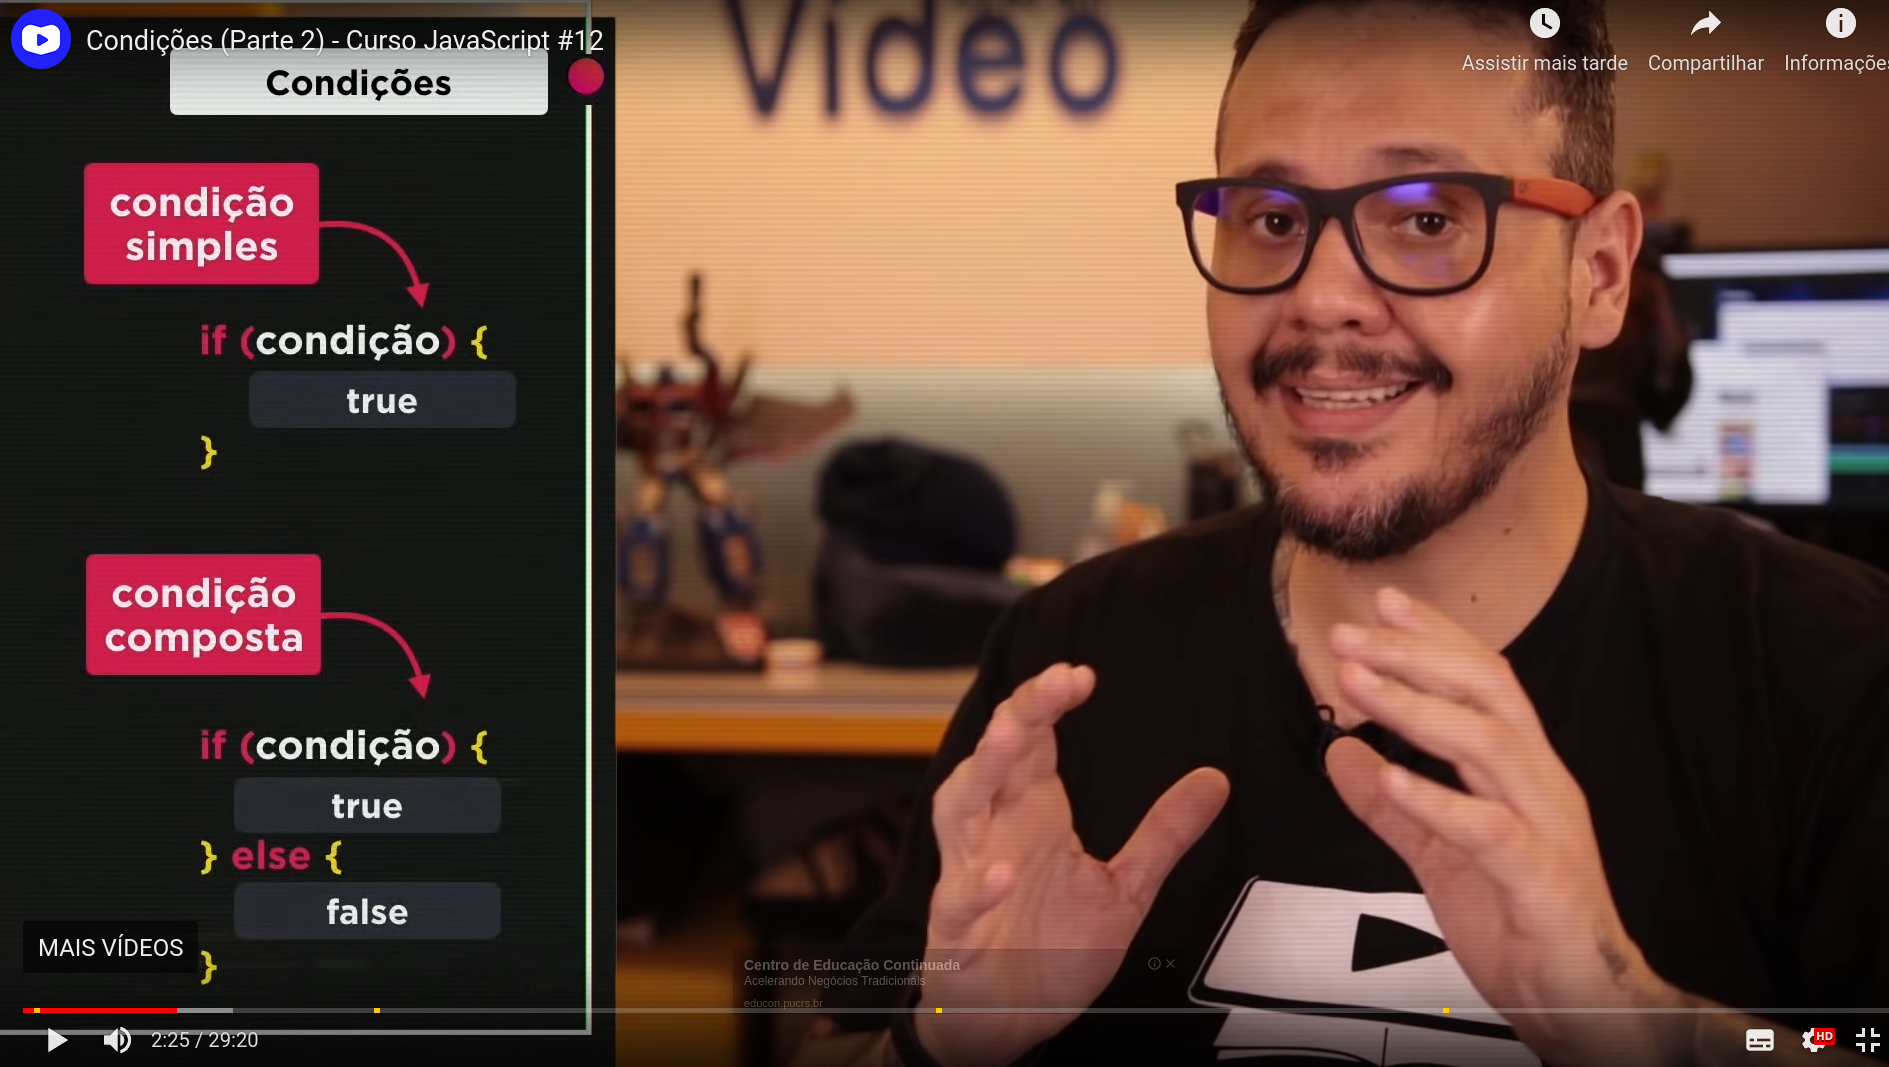 Condições (Parte 2) - Curso JavaScript #12
Assistir mais tarde
Compartilhar
Informações
Vídeo
Condições
condição
simples
if (condição) {
true
}
condição
composta
if (condição) {
true
} else {
false
}
MAIS VÍDEOS
Centro de Educação Continuada
Acelerando Negócios Tradicionais
educon.pucrs.br
2:25 / 29:20
HD